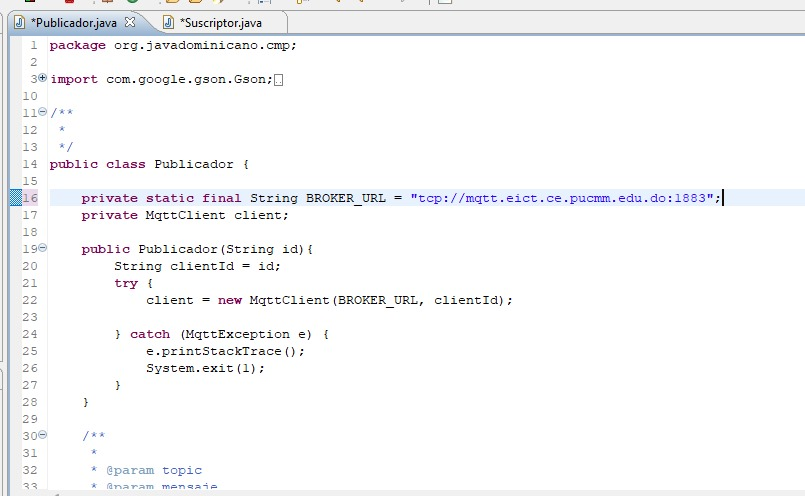 *Publicador.java *Suscriptor.java
1 package org.javadominicano.cmp;
2
3 import com.google.gson.Gson;
10
11 /**
12  *
13  */
14 public class Publicador {
15
16     private static final String BROKER_URL = "tcp://mqtt.eict.ce.pucmm.edu.do:1883";
17     private MqttClient client;
18
19     public Publicador(String id){
20         String clientId = id;
21         try {
22             client = new MqttClient(BROKER_URL, clientId);
23
24         } catch (MqttException e) {
25             e.printStackTrace();
26             System.exit(1);
27         }
28     }
29
30     /**
31      *
32      * @param topic
33      * @param mensaje